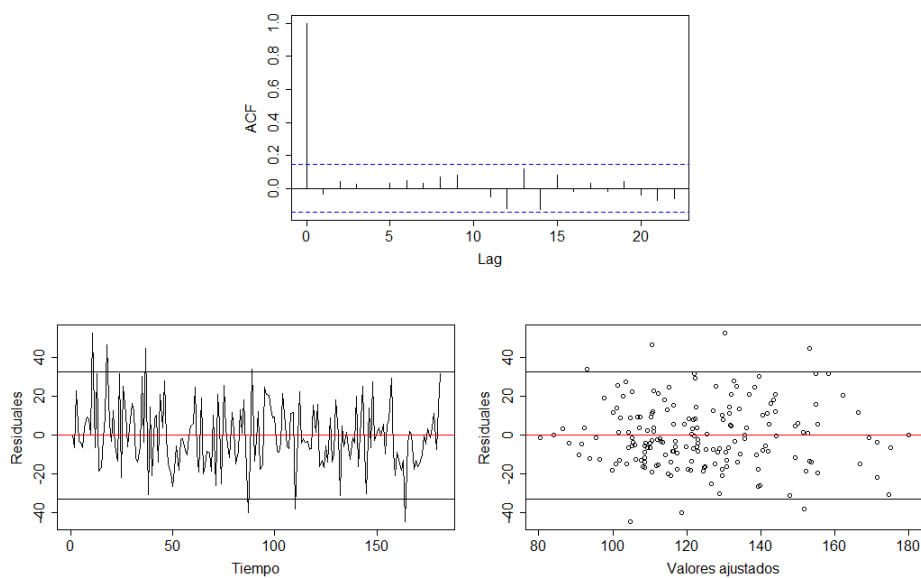 ACF
0.0 0.2 0.4 0.6 0.8 1.0
0 5 10 15 20
Lag
Residuales
-40 -20 0 20 40
0 50 100 150
Tiempo
Residuales
-40 -20 0 20 40
80 100 120 140 160 180
Valores ajustados